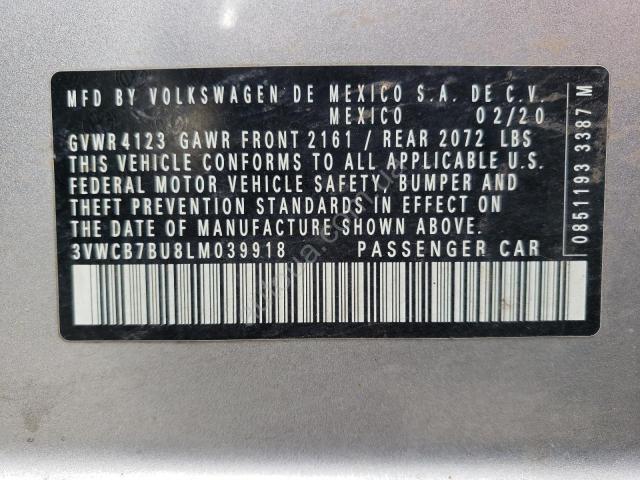 MFD BY VOLKSWAGEN DE MEXICO S.A. DE C.V.
MEXICO 02/20
GVWR 4123 GAWR FRONT 2161 / REAR 2072 LBS
THIS VEHICLE CONFORMS TO ALL APPLICABLE U.S.
FEDERAL MOTOR VEHICLE SAFETY, BUMPER AND
THEFT PREVENTION STANDARDS IN EFFECT ON
THE DATE OF MANUFACTURE SHOWN ABOVE.
3VWCB7BU8LM039918 PASSENGER CAR
0851193 3387 M